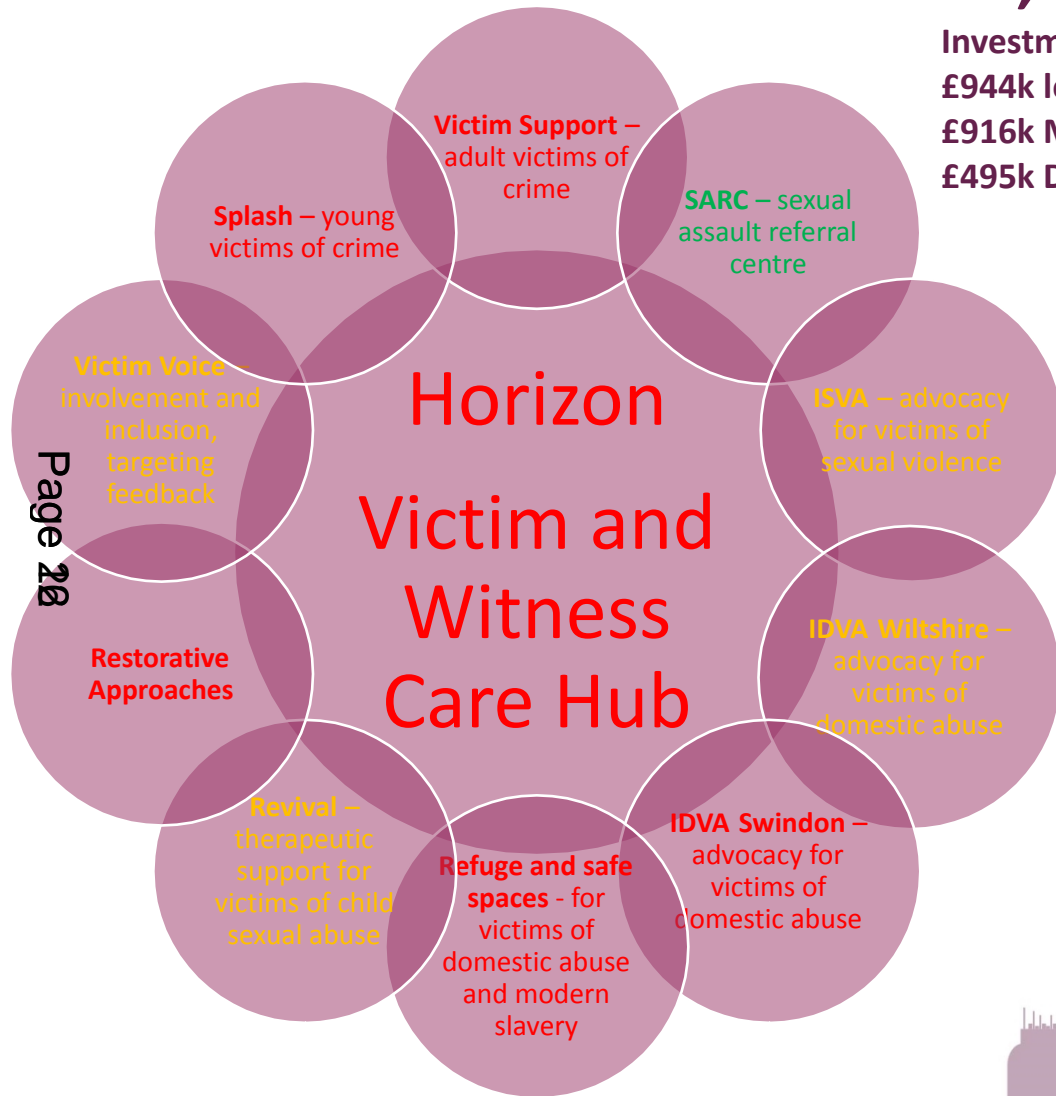 £944k
£916k
£495k
Victim Support –
adult victims of
crime
SARC – sexual
assault referral
centre
ISVA – advocacy
for victims of
sexual violence
IDVA Wiltshire –
advocacy for
victims of
domestic abuse
IDVA Swindon –
advocacy for
victims of
domestic abuse
Refuge and safe
spaces - for
victims of
domestic abuse
and modern
slavery
Revival –
therapeutic
support for
victims of child
sexual abuse
Restorative
Approaches
Victim Voice –
involvement and
inclusion,
targeting
feedback
Splash – young
victims of crime
Horizon
Victim and
Witness
Care Hub
Page